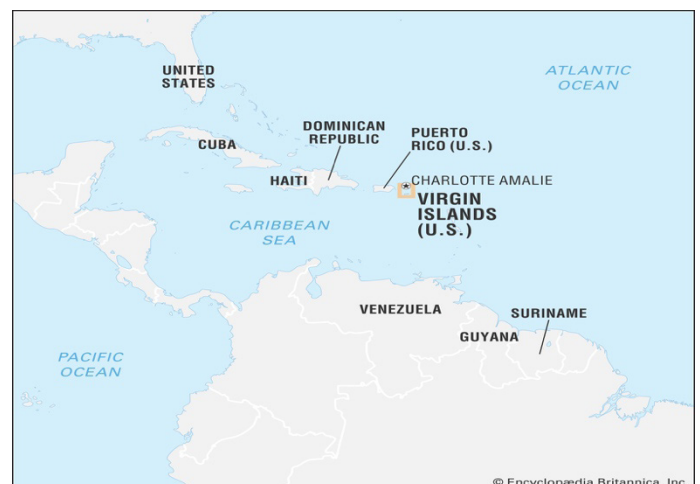 UNITED
STATES
ATLANTIC
OCEAN
CUBA
DOMINICAN
REPUBLIC
PUERTO
RICO (U.S.)
HAITI
CHARLOTTE AMALIE
VIRGIN
ISLANDS
(U.S.)
CARIBBEAN
SEA
VENEZUELA
SURINAME
GUYANA
PACIFIC
OCEAN
© Encyclopædia Britannica, Inc.